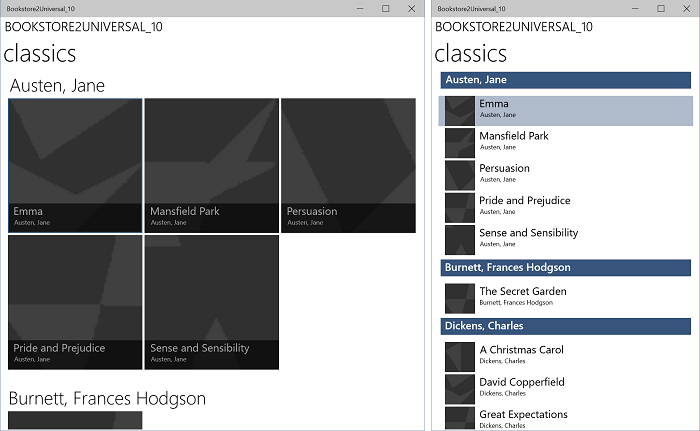 Bookstore2Universal_10
BOOKSTORE2UNIVERSAL_10
classics
Austen, Jane
Emma
Austen, Jane
Mansfield Park
Austen, Jane
Persuasion
Austen, Jane
Pride and Prejudice
Austen, Jane
Sense and Sensibility
Austen, Jane
Burnett, Frances Hodgson
Bookstore2Universal_10
BOOKSTORE2UNIVERSAL_10
classics
Austen, Jane
Emma
Austen, Jane
Mansfield Park
Austen, Jane
Persuasion
Austen, Jane
Pride and Prejudice
Austen, Jane
Sense and Sensibility
Austen, Jane
Burnett, Frances Hodgson
The Secret Garden
Burnett, Frances Hodgson
Dickens, Charles
A Christmas Carol
Dickens, Charles
David Copperfield
Dickens, Charles
Great Expectations
Dickens, Charles